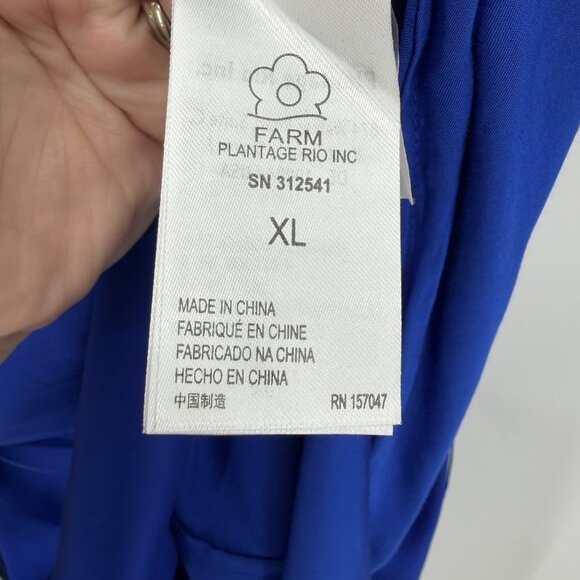 FARM
PLANTAGE RIO INC
SN 312541
XL
MADE IN CHINA
FABRIQUÉ EN CHINE
FABRICADO NA CHINA
HECHO EN CHINA
中国制造 RN 157047